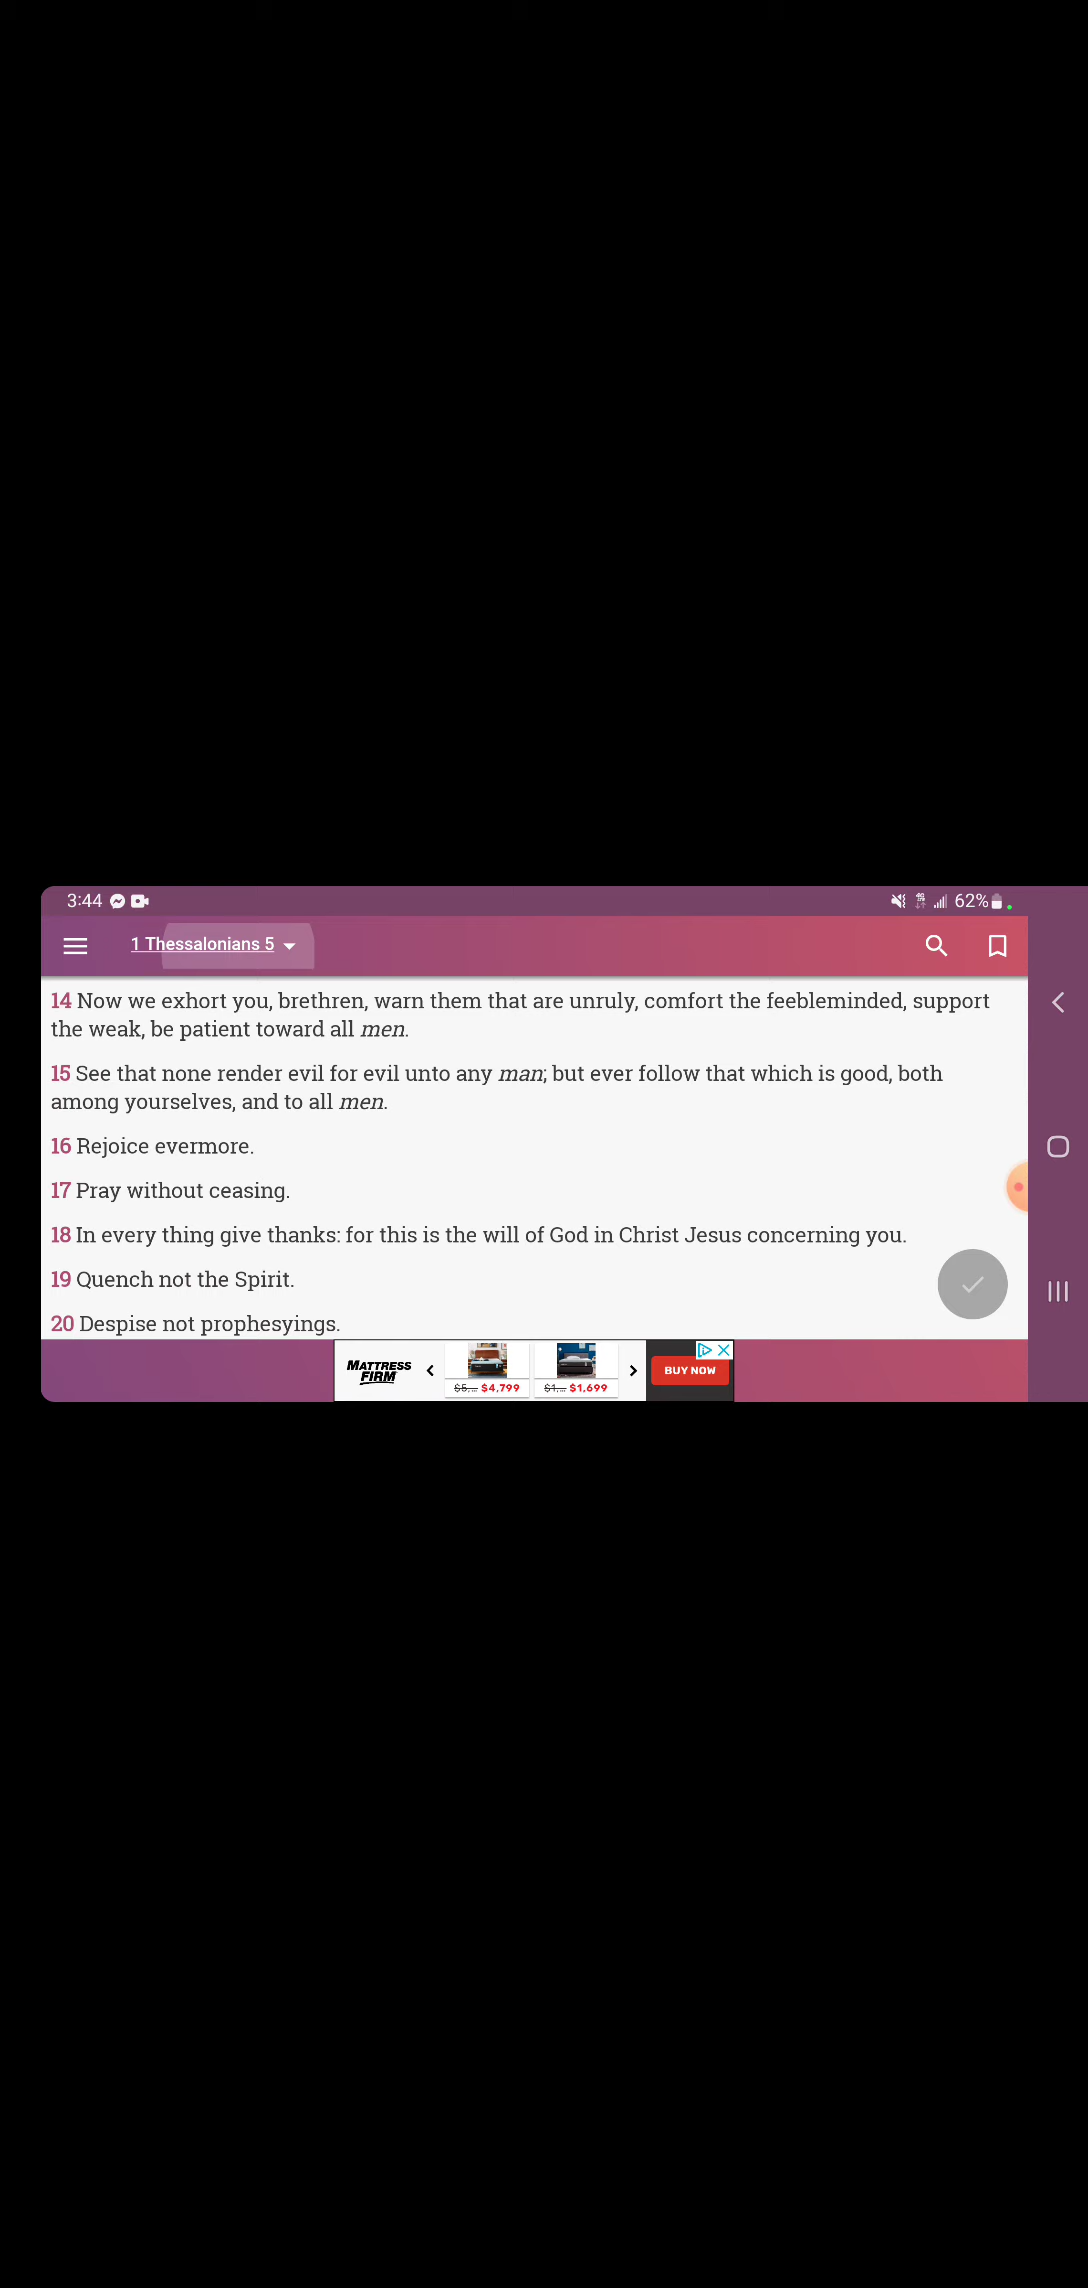 3:44
62%
1 Thessalonians 5
14 Now we exhort you, brethren, warn them that are unruly, comfort the feebleminded, support
the weak, be patient toward all men.
15 See that none render evil for evil unto any man; but ever follow that which is good, both
among yourselves, and to all men.
16 Rejoice evermore.
17 Pray without ceasing.
18 In every thing give thanks: for this is the will of God in Christ Jesus concerning you.
19 Quench not the Spirit.
20 Despise not prophesyings.
MATTRESS
FIRM
$5,... $4,799
$1,... $1,699
BUY NOW